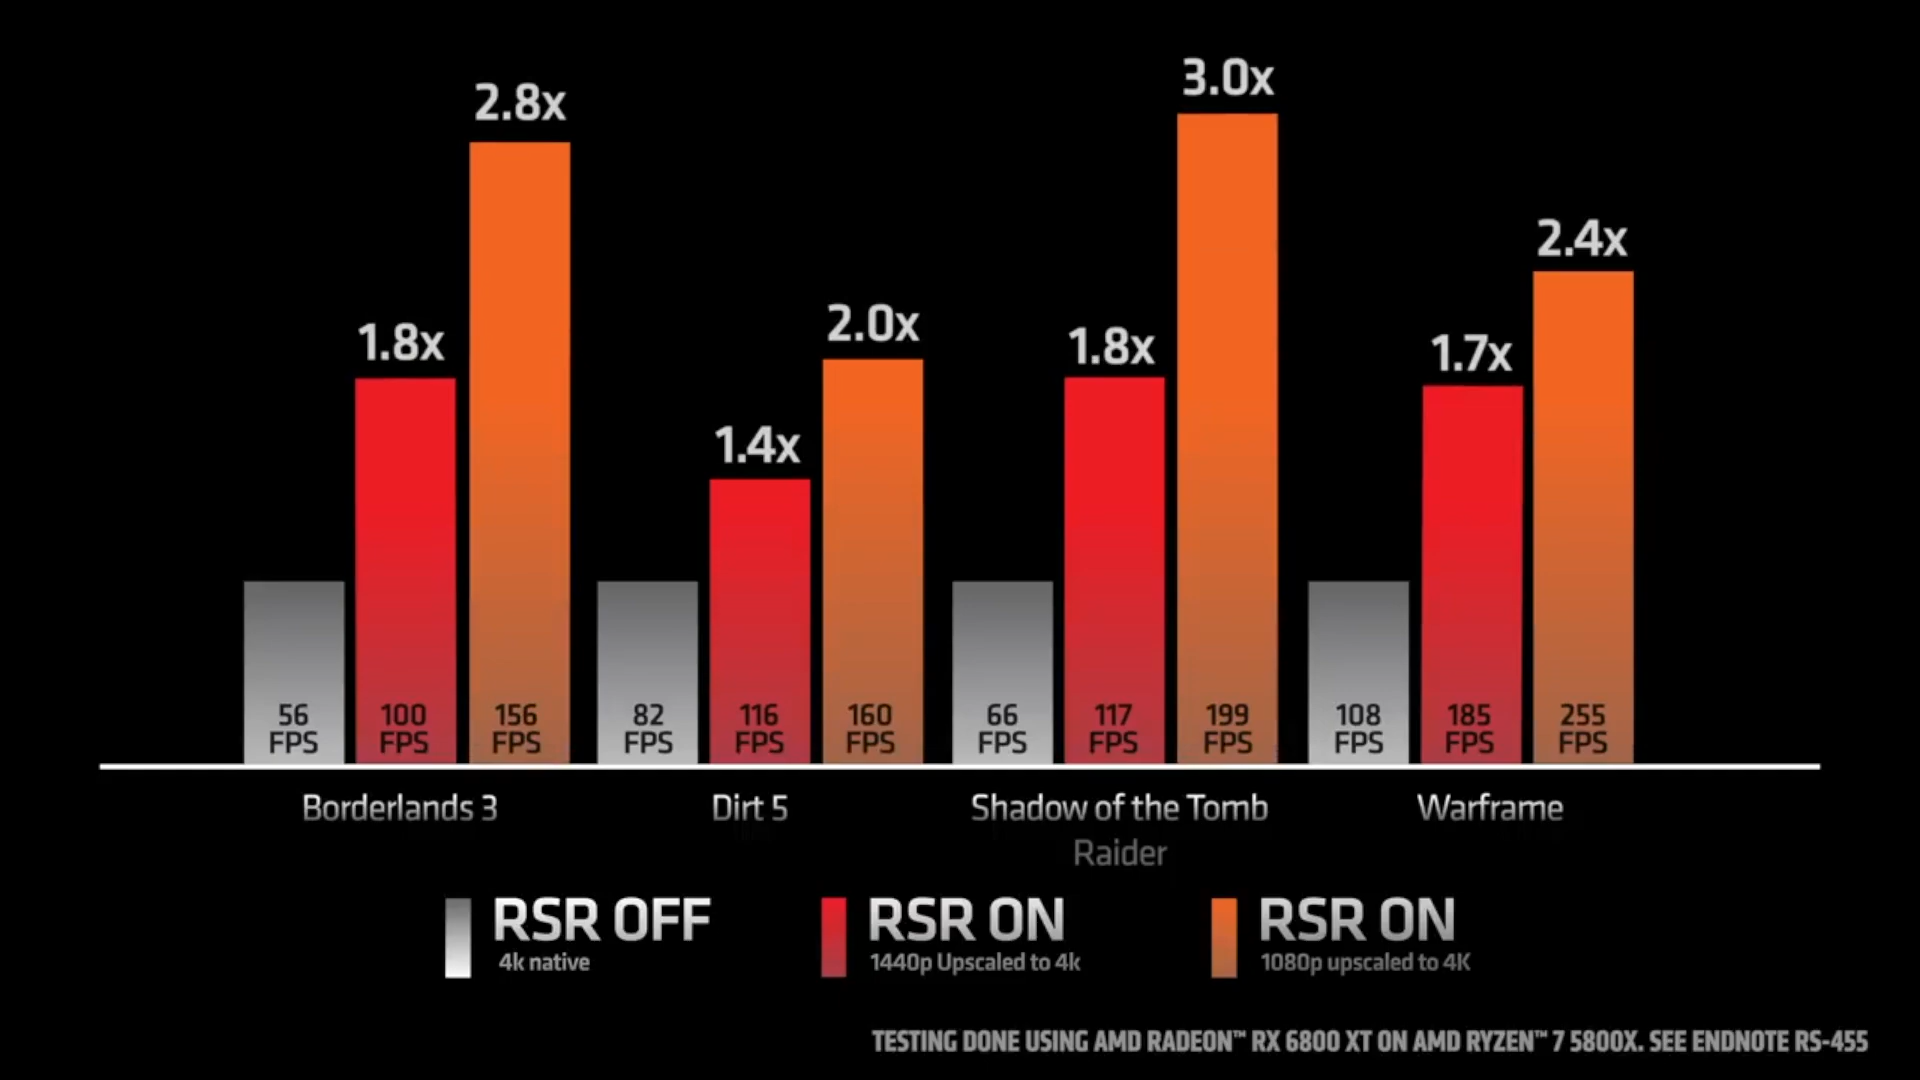 3.0x
2.8x
2.4x
2.0x
1.8x
1.8x
1.7x
1.4x
56 FPS
100 FPS
156 FPS
82 FPS
116 FPS
160 FPS
66 FPS
117 FPS
199 FPS
108 FPS
185 FPS
255 FPS
Borderlands 3
Dirt 5
Shadow of the Tomb
Raider
Warframe
RSR OFF
4k native
RSR ON
1440p Upscaled to 4k
RSR ON
1080p upscaled to 4K
TESTING DONE USING AMD RADEON™ RX 6800 XT ON AMD RYZEN™ 7 5800X. SEE ENDNOTE RS-455